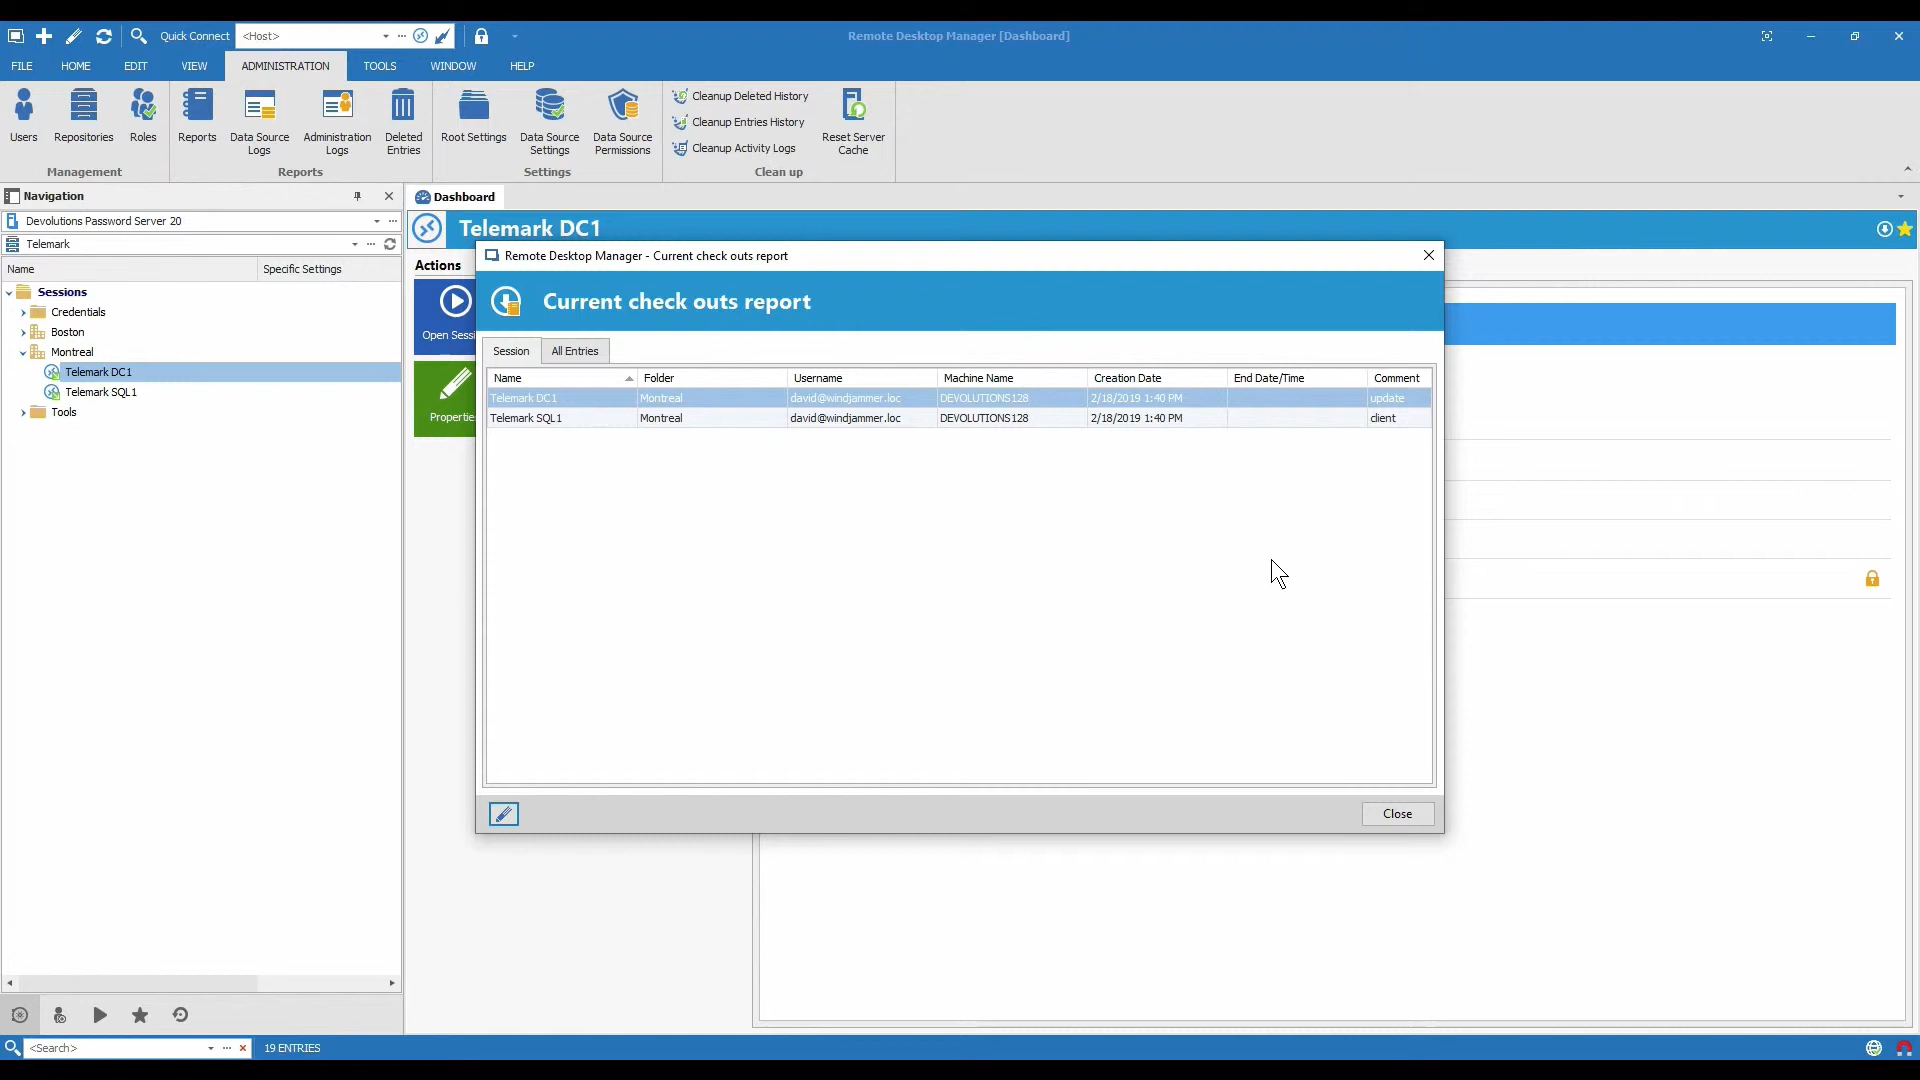 Quick Connect <Host> Remote Desktop Manager [Dashboard]
FILE HOME EDIT VIEW ADMINISTRATION TOOLS WINDOW HELP
Users Repositories Roles Reports Data Source Logs Administration Logs Deleted Entries Root Settings Data Source Settings Data Source Permissions
Cleanup Deleted History
Cleanup Entries History
Cleanup Activity Logs
Reset Server Cache
Management Reports Settings Clean up
Navigation
Dashboard
Devolutions Password Server 20
Telemark
Name Specific Settings
Sessions
Credentials
Boston
Montreal
Telemark DC1
Telemark SQL1
Tools
Telemark DC1
Actions
Open Sessi
Propertie
Remote Desktop Manager - Current check outs report
Current check outs report
Session All Entries
Name Folder Username Machine Name Creation Date End Date/Time Comment
Telemark DC1 Montreal david@windjammer.loc DEVOLUTIONS128 2/18/2019 1:40 PM update
Telemark SQL1 Montreal david@windjammer.loc DEVOLUTIONS128 2/18/2019 1:40 PM client
Close
<Search> 19 ENTRIES